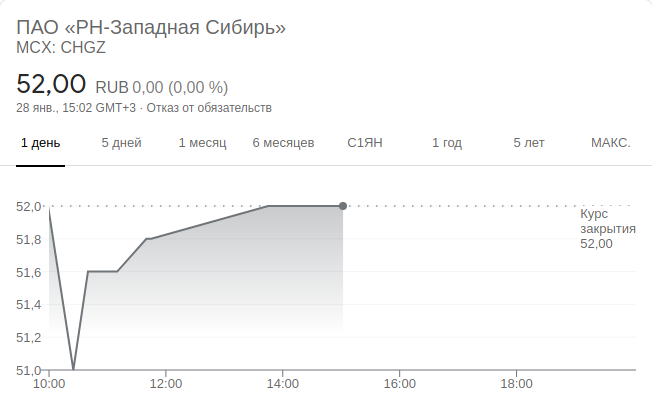 ПАО «РН-Западная Сибирь»
MCX: CHGZ
52,00 RUB 0,00 (0,00 %)
28 янв., 15:02 GMT+3 · Отказ от обязательств
1 день 5 дней 1 месяц 6 месяцев С1ЯН 1 год 5 лет МАКС.
52,0
Курс
закрытия
52,00
51,8
51,6
51,4
51,2
51,0
10:00 12:00 14:00 16:00 18:00